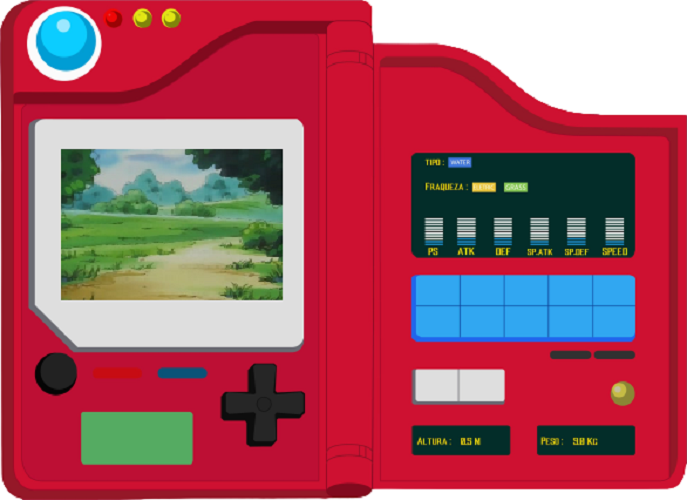 TIPO: WATER
FRAQUEZA: ELETRIC GRASS
PS ATK DEF SP.ATK SP.DEF SPEED
ALTURA: 0.5 M
PESO: 9.0 KG